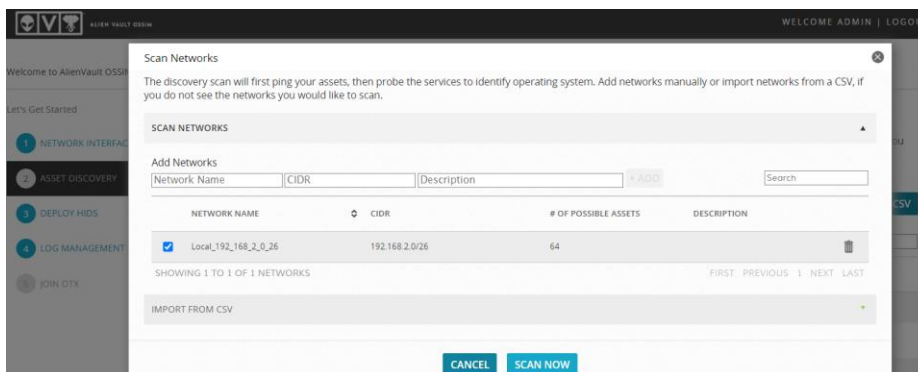 ALIEN VAULT OSSIM
WELCOME ADMIN | LOGO
Welcome to AlienVault OSSIM
Let's Get Started
1 NETWORK INTERFAC
2 ASSET DISCOVERY
3 DEPLOY HIDS
4 LOG MANAGEMENT
5 JOIN OTX
Scan Networks
The discovery scan will first ping your assets, then probe the services to identify operating system. Add networks manually or import networks from a CSV, if
you do not see the networks you would like to scan.
SCAN NETWORKS
Add Networks
Network Name CIDR Description + ADD Search
NETWORK NAME CIDR # OF POSSIBLE ASSETS DESCRIPTION
Local_192_168_2_0_26 192.168.2.0/26 64
SHOWING 1 TO 1 OF 1 NETWORKS FIRST PREVIOUS 1 NEXT LAST
IMPORT FROM CSV
CANCEL SCAN NOW
ou
CSV